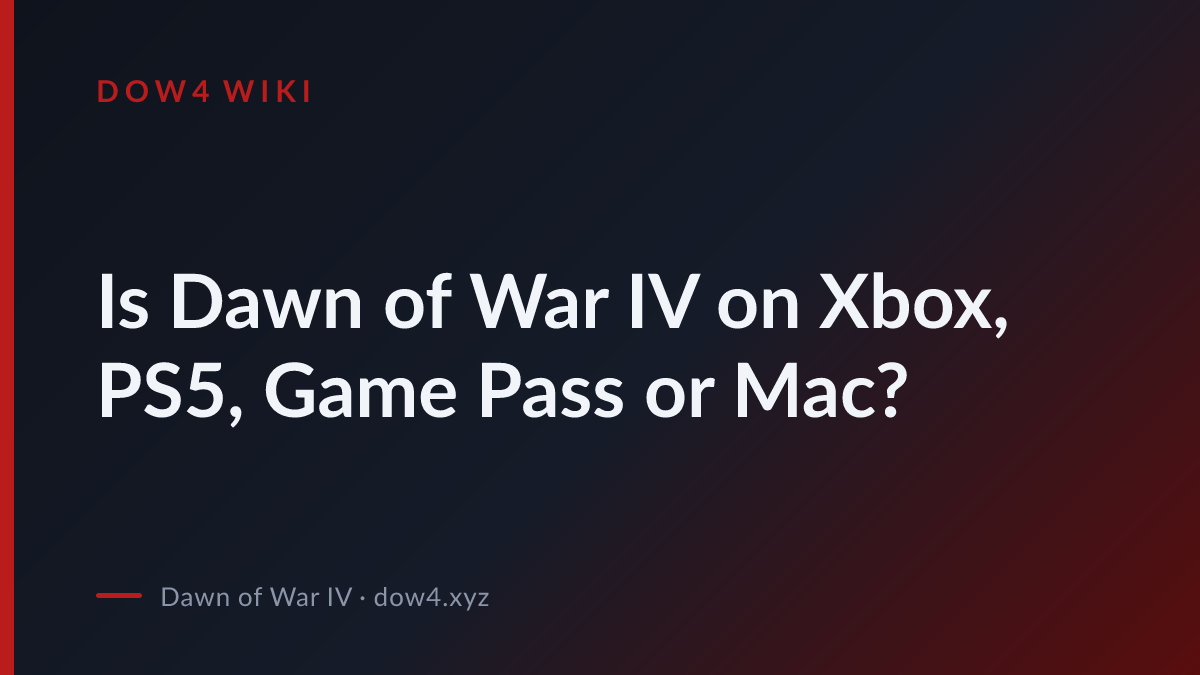 DOW4 WIKI
Is Dawn of War IV on Xbox,
PS5, Game Pass or Mac?
Dawn of War IV · dow4.xyz